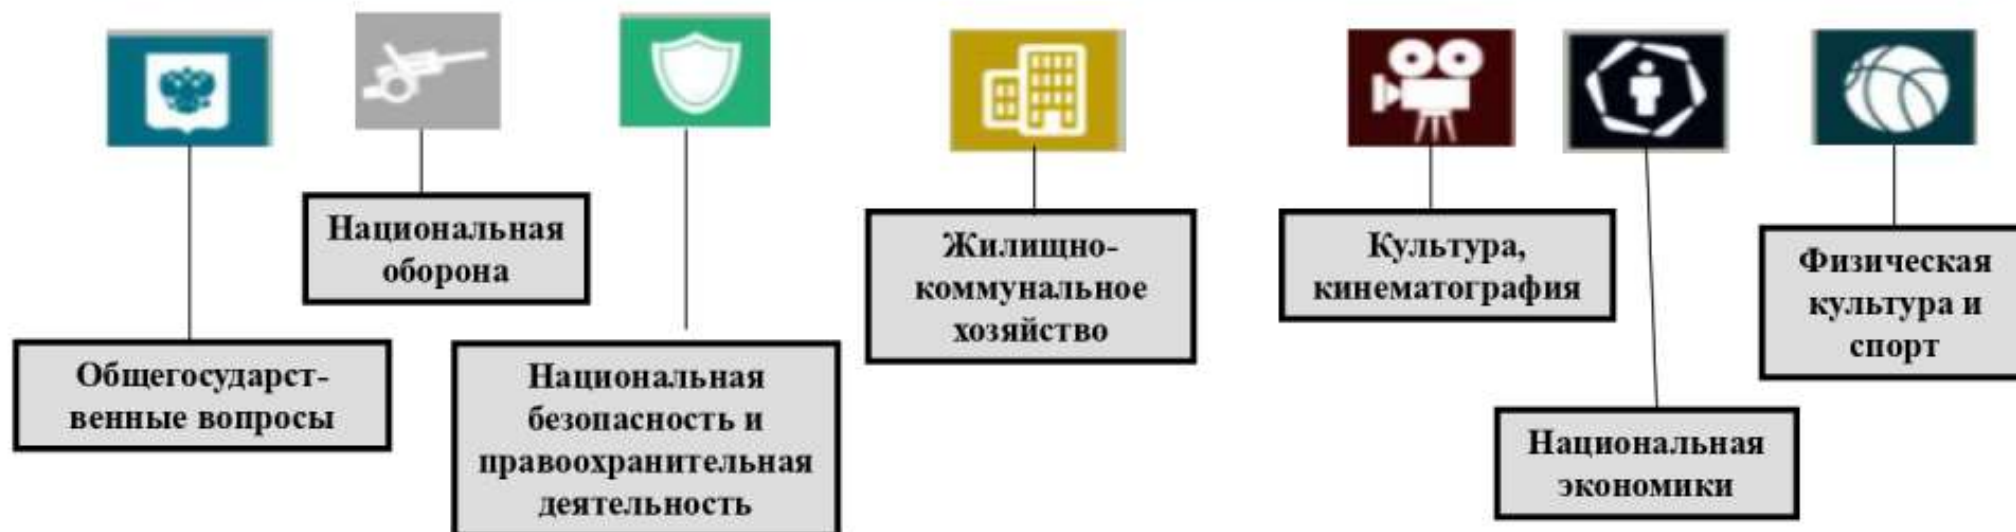 Общегосударст-
венные вопросы
Национальная
оборона
Национальная
безопасность и
правоохранительная
деятельность
Жилищно-
коммунальное
хозяйство
Культура,
кинематография
Национальная
экономики
Физическая
культура и
спорт